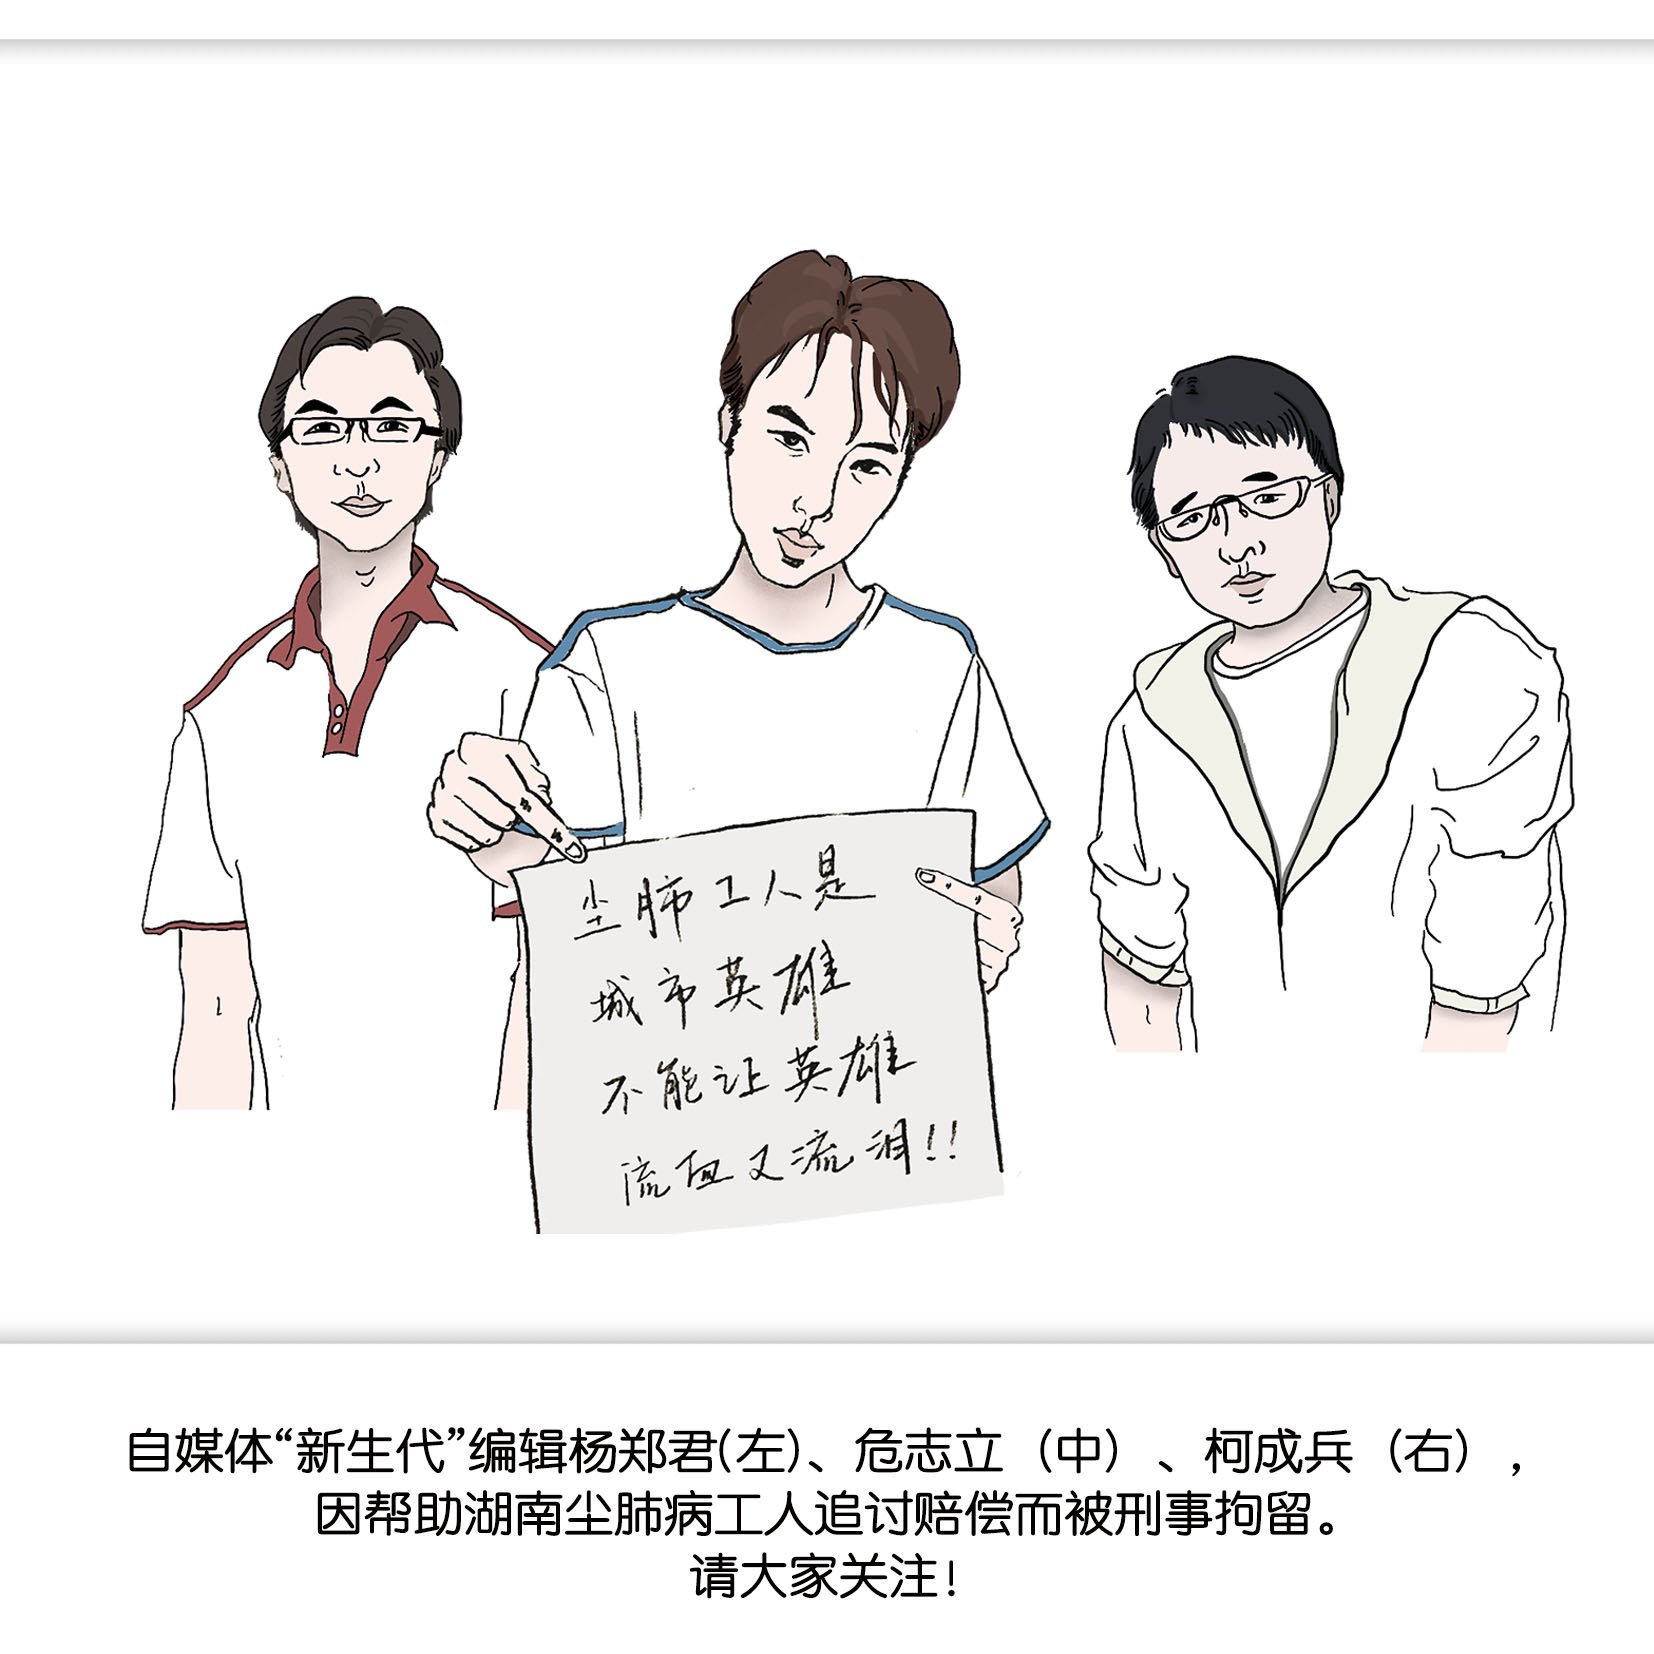 尘肺工人是
城市英雄
不能让英雄
流血又流泪!!
自媒体“新生代”编辑杨郑君(左)、危志立（中）、柯成兵（右），
因帮助湖南尘肺病工人追讨赔偿而被刑事拘留。
请大家关注!